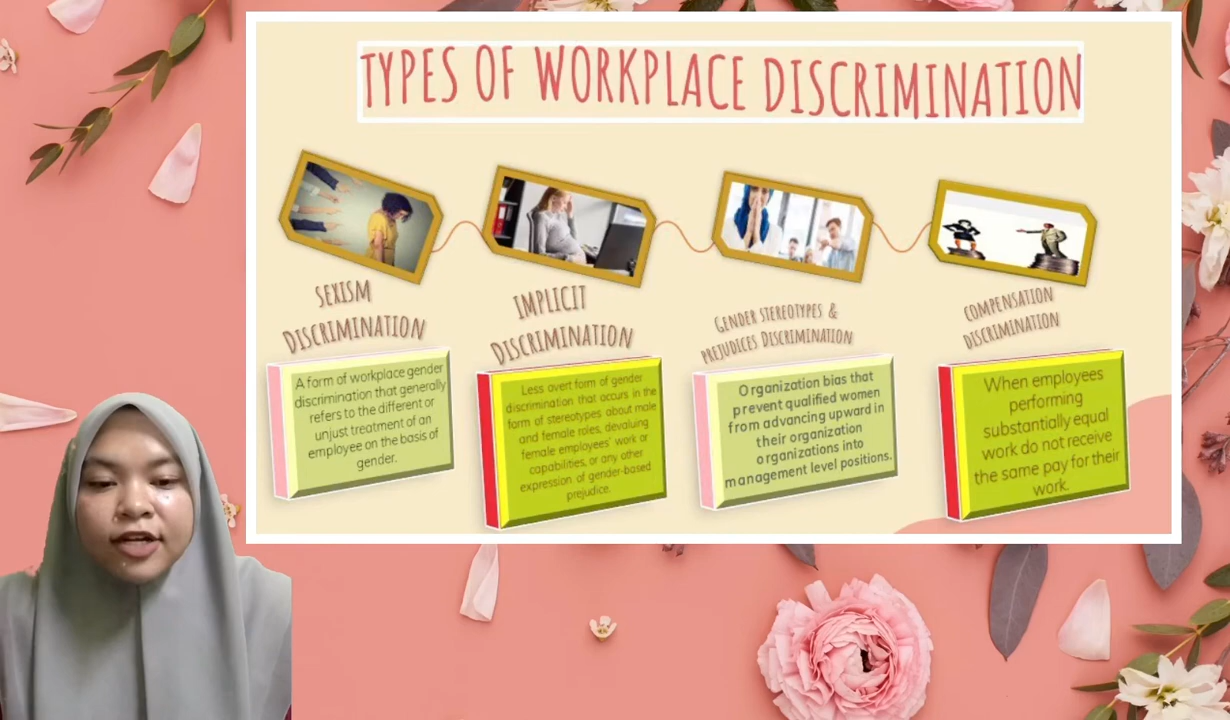 TYPES OF WORKPLACE DISCRIMINATION
SEXISM
DISCRIMINATION
A form of workplace gender
discrimination that generally
refers to the different or
unjust treatment of an
employee on the basis of
gender.
IMPLICIT
DISCRIMINATION
Less overt form of gender
discrimination that occurs in the
form of stereotypes about male
and female roles, devaluing
female employees' work or
capabilities, or any other
expression of gender-based
prejudice.
GENDER STEREOTYPES &
PREJUDICES DISCRIMINATION
Organization bias that
prevent qualified women
from advancing upward in
their organization
organizations into
management level positions.
COMPENSATION
DISCRIMINATION
When employees
performing
substantially equal
work do not receive
the same pay for their
work.